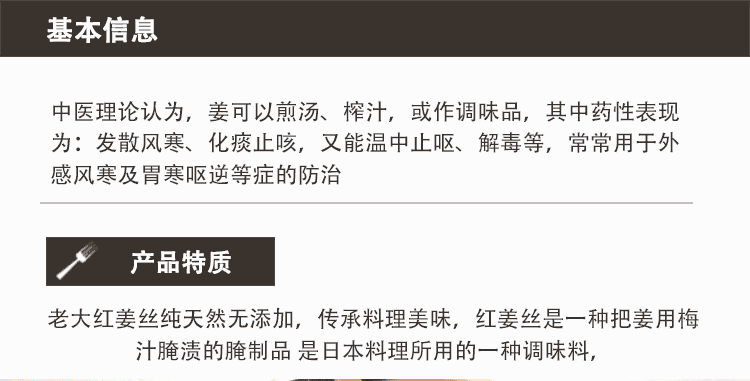 基本信息
中医理论认为，姜可以煎汤、榨汁，或作调味品，其中药性表现
为：发散风寒、化痰止咳，又能温中止呕、解毒等，常常用于外
感风寒及胃寒呕逆等症的防治
产品特质
老大红姜丝纯天然无添加，传承料理美味，红姜丝是一种把姜用梅
汁腌渍的腌制品 是日本料理所用的一种调味料,